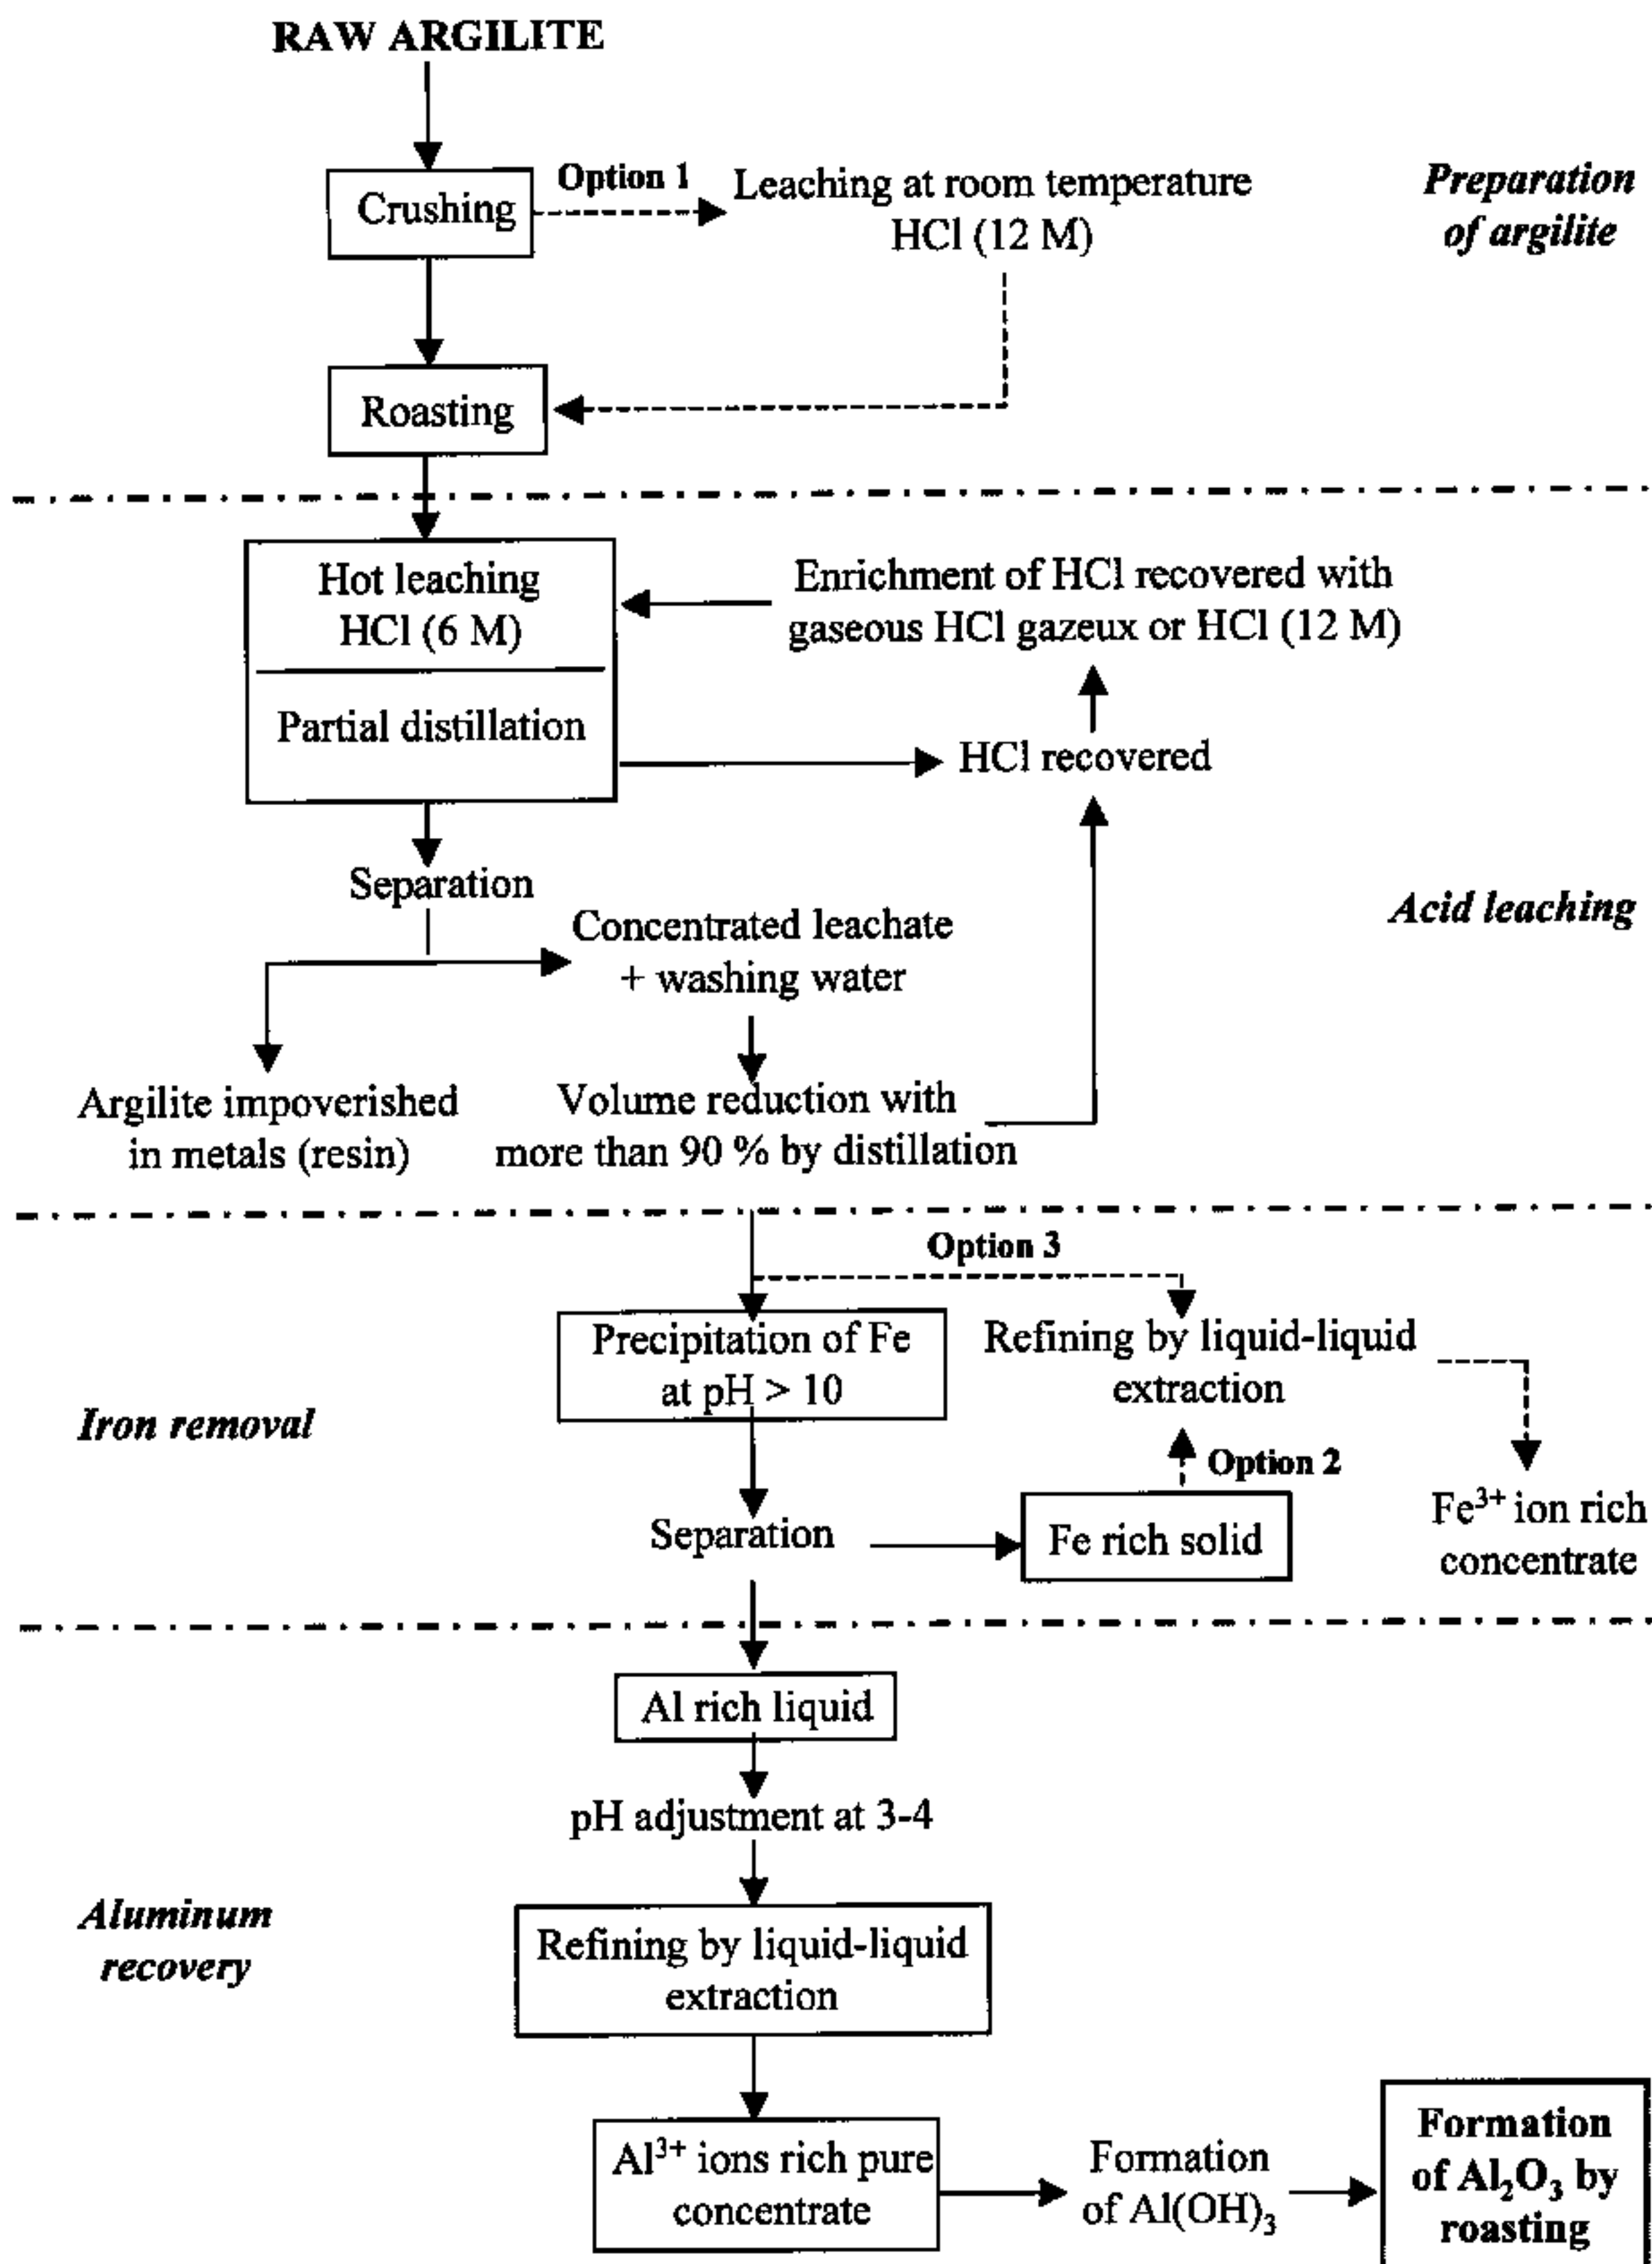 RAW ARGILITE
Crushing
Option 1
Leaching at room temperature
HCl (12 M)
Preparation
of argilite
Roasting
Hot leaching
HCl (6 M)
Partial distillation
Enrichment of HCl recovered with
gaseous HCl gazeux or HCl (12 M)
HCl recovered
Separation
Concentrated leachate
+ washing water
Acid leaching
Argilite impoverished
in metals (resin)
Volume reduction with
more than 90 % by distillation
Option 3
Precipitation of Fe
at pH > 10
Refining by liquid-liquid
extraction
Iron removal
Option 2
Separation
Fe rich solid
Fe³⁺ ion rich
concentrate
Al rich liquid
pH adjustment at 3-4
Aluminum
recovery
Refining by liquid-liquid
extraction
Al³⁺ ions rich pure
concentrate
Formation
of Al(OH)₃
Formation
of Al₂O₃ by
roasting